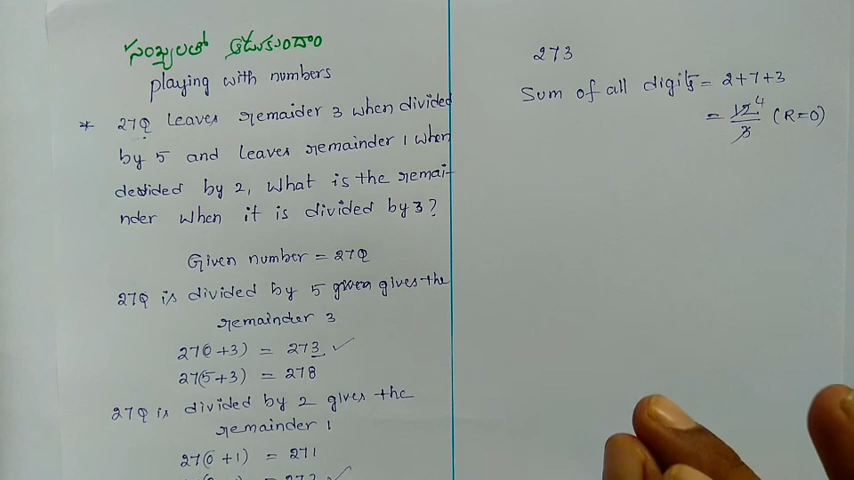 సంఖ్యలతో ఆడుకుందాం
playing with numbers
* 27Q leaves remaider 3 when divided
by 5 and leaves remainder 1 when
devided by 2, What is the remai-
nder when it is divided by 3?
Given number = 27Q
27Q is divided by 5 gives the
remainder 3
27(0+3) = 273 ✓
27(5+3) = 278
27Q is divided by 2 gives the
remainder 1
27(0+1) = 271
273
Sum of all digits = 2+7+3
= 12/3 4 (R=0)